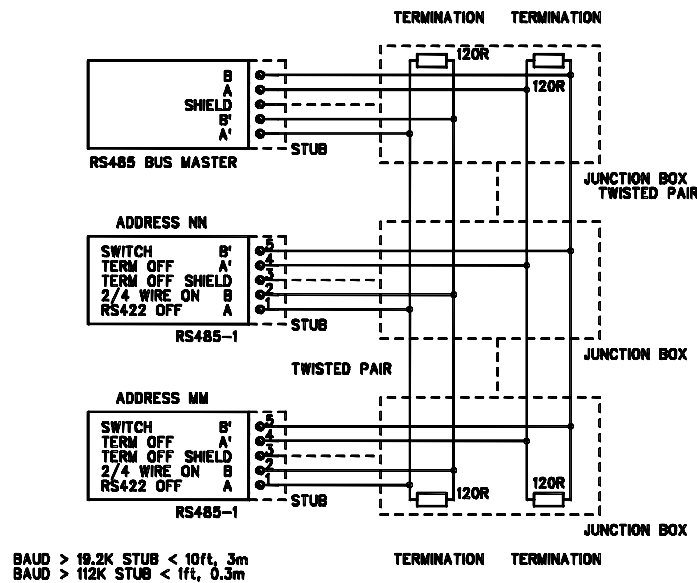 TERMINATION TERMINATION
120R
B
A
120R
SHIELD
B'
A'
STUB
RS485 BUS MASTER
JUNCTION BOX
TWISTED PAIR
ADDRESS NN
SWITCH B' 5
TERM OFF A' 4
TERM OFF SHIELD 3
2/4 WIRE ON B 2
RS422 OFF A 1
STUB
RS485-1
JUNCTION BOX
TWISTED PAIR
ADDRESS MM
SWITCH B' 5
TERM OFF A' 4
TERM OFF SHIELD 3
2/4 WIRE ON B 2
RS422 OFF A 1
120R 120R
STUB
RS485-1
JUNCTION BOX
BAUD > 19.2K STUB < 10ft, 3m
TERMINATION TERMINATION
BAUD > 112K STUB < 1ft, 0.3m